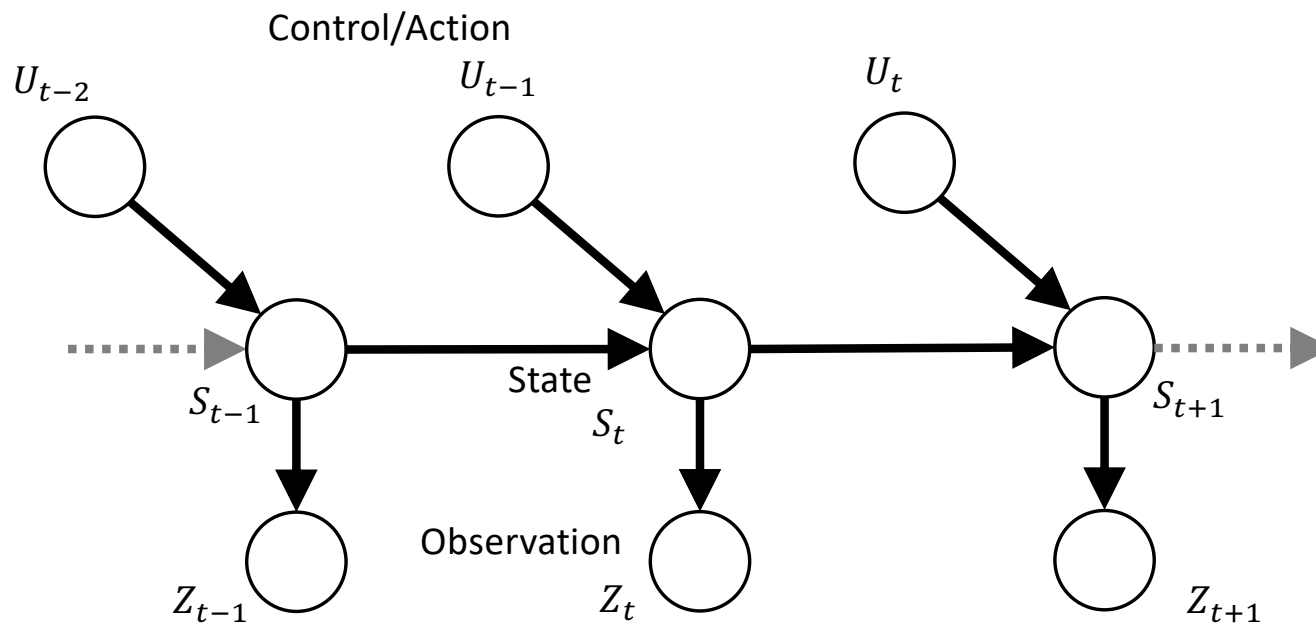 Control/Action
U_{t-2}
U_{t-1}
U_t
State
S_{t-1}
S_t
S_{t+1}
Observation
Z_{t-1}
Z_t
Z_{t+1}